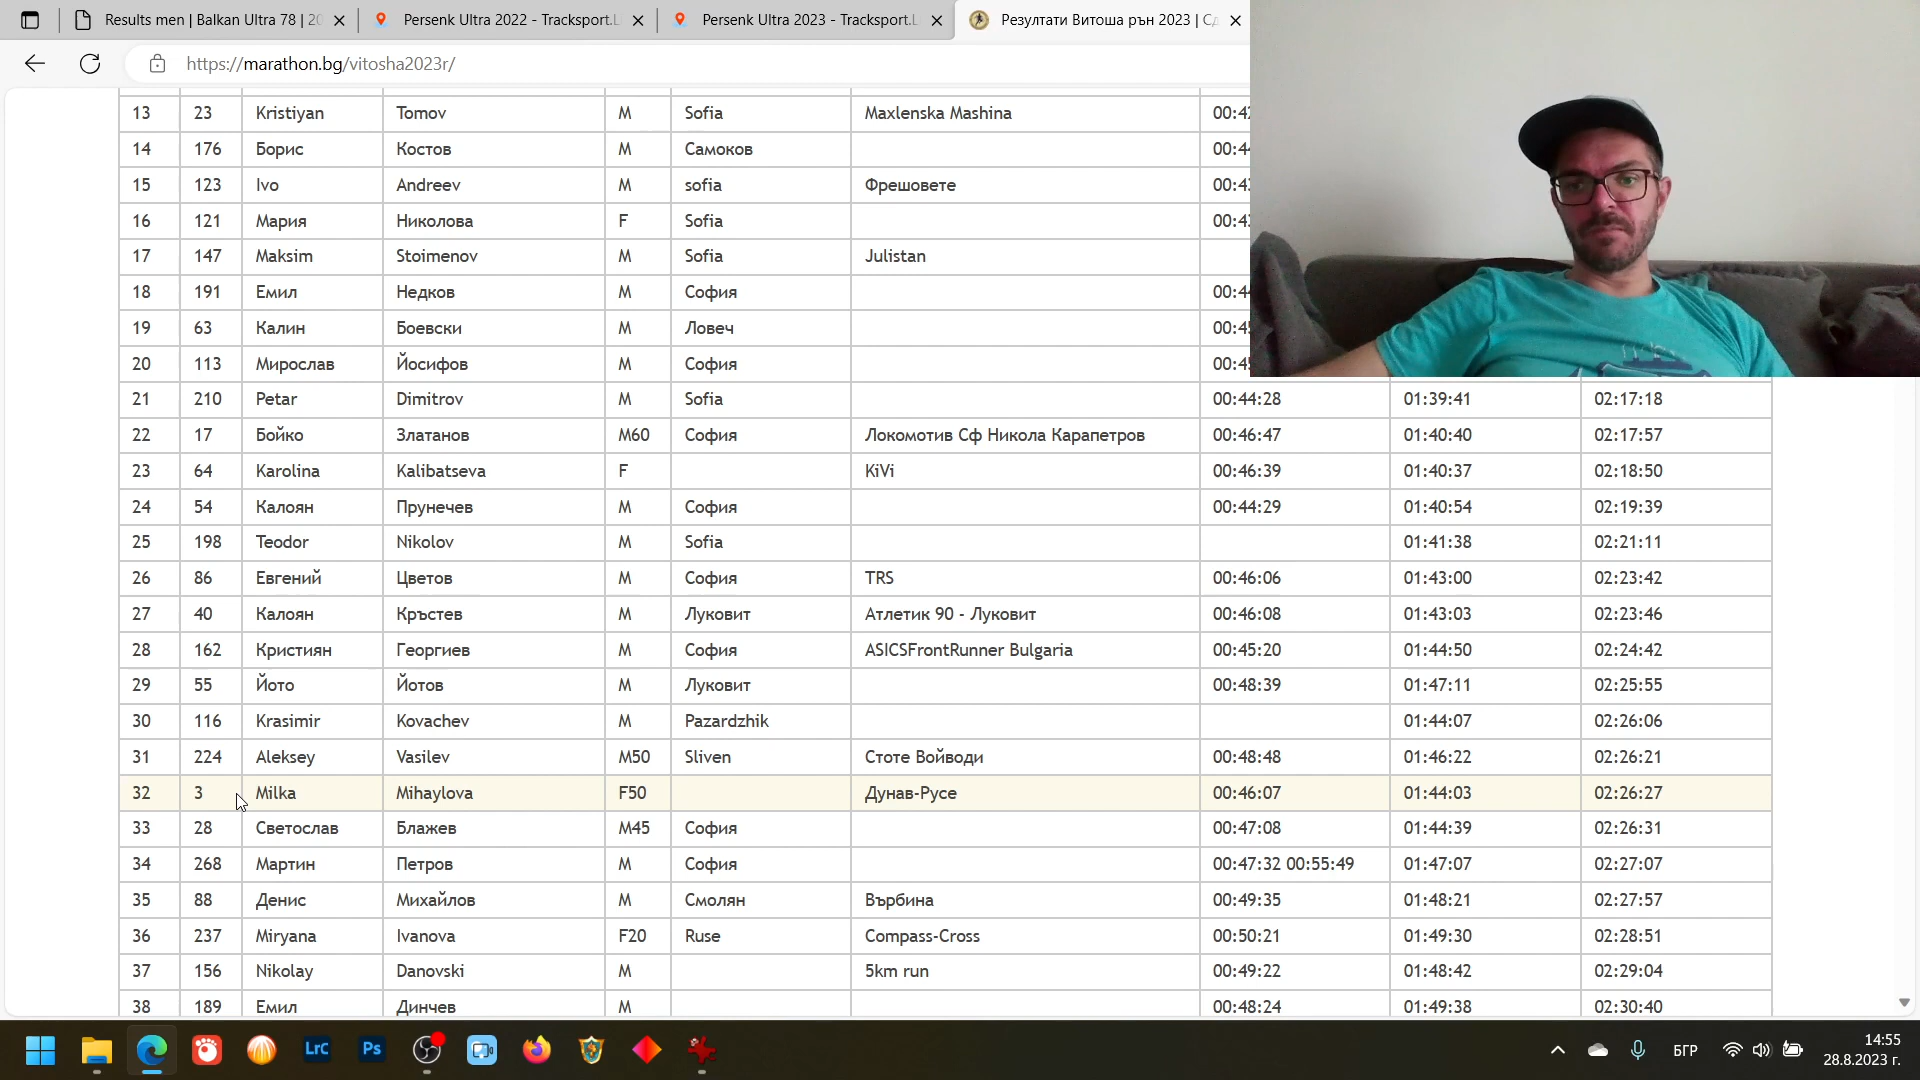 Results men | Balkan Ultra 78 | 20
Persenk Ultra 2022 - Tracksport.L
Persenk Ultra 2023 - Tracksport.L
Резултати Витоша рън 2023 | Сд
https://marathon.bg/vitosha2023r/
13 23 Kristiyan Tomov M Sofia Maxlenska Mashina 00:42
14 176 Борис Костов M Самоков 00:44
15 123 Ivo Andreev M sofia Фрешовете
16 121 Мария Николова F Sofia
17 147 Maksim Stoimenov M Sofia Julistan
18 191 Емил Недков M София 00:44
19 63 Калин Боевски M Ловеч
20 113 Мирослав Йосифов M София
21 210 Petar Dimitrov M Sofia 00:44:28 01:39:41 02:17:18
22 17 Бойко Златанов M60 София Локомотив Сф Никола Карапетров 00:46:47 01:40:40 02:17:57
23 64 Karolina Kalibatseva F KiVi 00:46:39 01:40:37 02:18:50
24 54 Калоян Прунечев M София 00:44:29 01:40:54 02:19:39
25 198 Teodor Nikolov M Sofia 01:41:38 02:21:11
26 86 Евгений Цветов M София TRS 00:46:06 01:43:00 02:23:42
27 40 Калоян Кръстев M Луковит Атлетик 90 - Луковит 00:46:08 01:43:03 02:23:46
28 162 Кристиян Георгиев M София ASICSFrontRunner Bulgaria 00:45:20 01:44:50 02:24:42
29 55 Йото Йотов M Луковит 00:48:39 01:47:11 02:25:55
30 116 Krasimir Kovachev M Pazardzhik 01:44:07 02:26:06
31 224 Aleksey Vasilev M50 Sliven Стоте Войводи 00:48:48 01:46:22 02:26:21
32 3 Milka Mihaylova F50 Дунав-Русе 00:46:07 01:44:03 02:26:27
33 28 Светослав Блажев M45 София 00:47:08 01:44:39 02:26:31
34 268 Мартин Петров M София 00:47:32 00:55:49 01:47:07 02:27:07
35 88 Денис Михайлов M Смолян Върбина 00:49:35 01:48:21 02:27:57
36 237 Miryana Ivanova F20 Ruse Compass-Cross 00:50:21 01:49:30 02:28:51
37 156 Nikolay Danovski M 5km run 00:49:22 01:48:42 02:29:04
38 189 Емил Динчев M 00:48:24 01:49:38 02:30:40
LrC Ps БГР 14:55
28.8.2023 г.